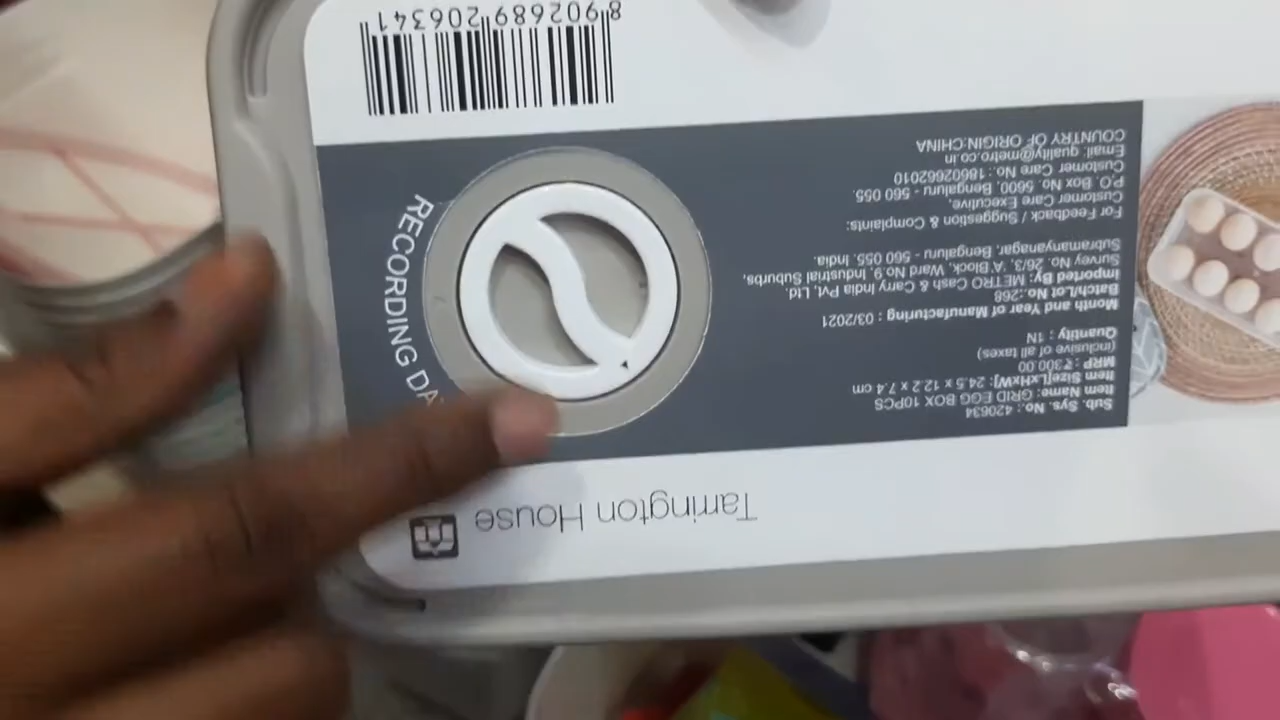 Tarrington House
Sub. Sys. No.: 420634
Item Name: GRID EGG BOX 10PCS
Item Size[LxHxW]: 24.5 x 12.2 x 7.4 cm
MRP : ₹300.00
(inclusive of all taxes)
Quantity : 1N
Month and Year of Manufacturing : 03/2021
Batch/Lot No.:268
Imported By: METRO Cash & Carry India Pvt. Ltd.
Survey No. 26/3, 'A' Block, Ward No.9, Industrial Suburbs,
Subramanyanagar, Bengaluru - 560 055. India.
For Feedback / Suggestion & Complaints:
Customer Care Executive,
P.O. Box No. 5600, Bengaluru - 560 055.
Customer Care No.: 18602662010
Email: quality@metro.co.in
COUNTRY OF ORIGIN:CHINA
RECORDING DA
8902689206341